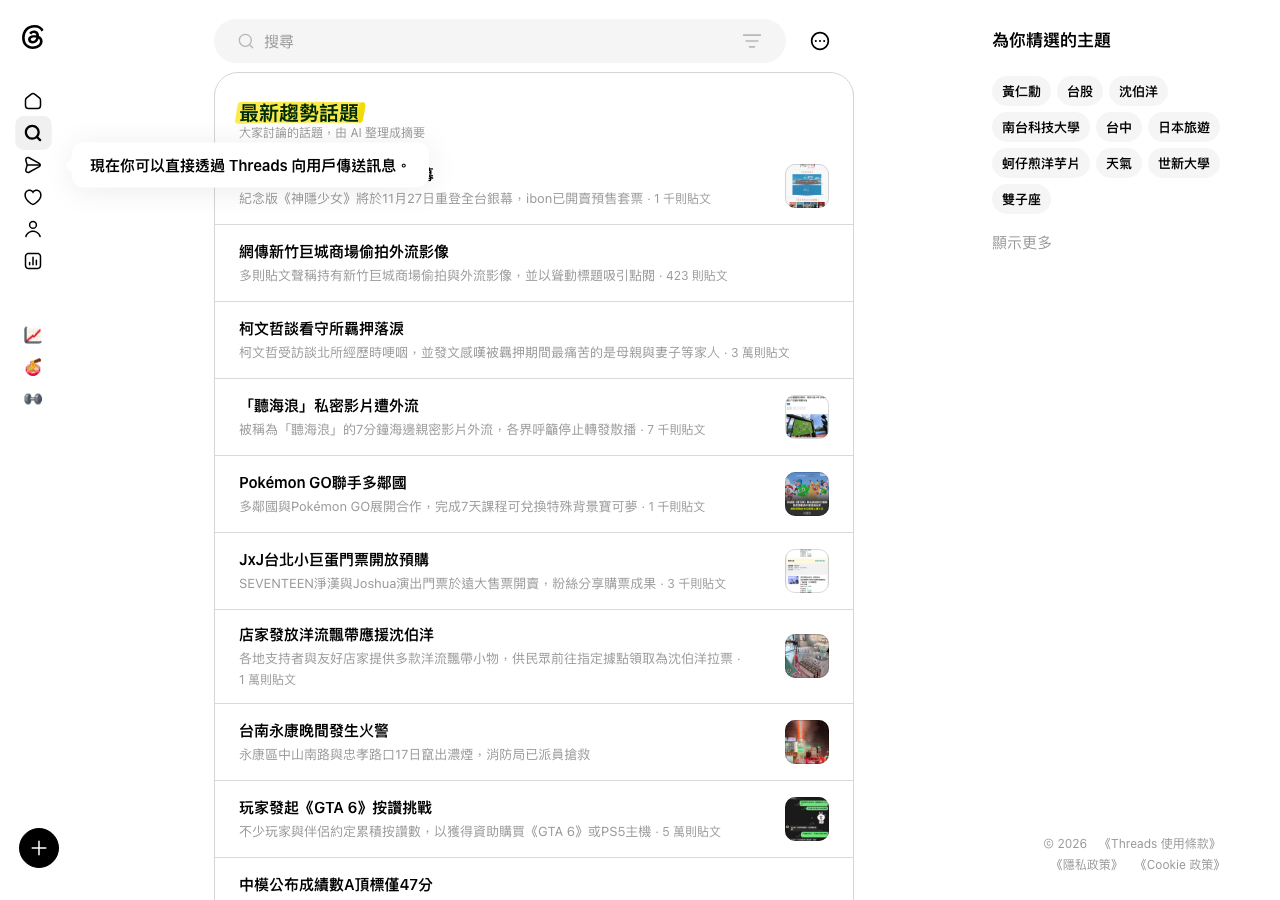 搜尋
最新趨勢話題
大家討論的話題，由 AI 整理成摘要
現在你可以直接透過 Threads 向用戶傳送訊息。
紀念版《神隱少女》將於11月27日重登全台銀幕，ibon已開賣預售套票 · 1 千則貼文
網傳新竹巨城商場偷拍外流影像
多則貼文聲稱持有新竹巨城商場偷拍與外流影像，並以聳動標題吸引點閱 · 423 則貼文
柯文哲談看守所羈押落淚
柯文哲受訪談北所經歷時哽咽，並發文感嘆被羈押期間最痛苦的是母親與妻子等家人 · 3 萬則貼文
「聽海浪」私密影片遭外流
被稱為「聽海浪」的7分鐘海邊親密影片外流，各界呼籲停止轉發散播 · 7 千則貼文
Pokémon GO聯手多鄰國
多鄰國與Pokémon GO展開合作，完成7天課程可兌換特殊背景寶可夢 · 1 千則貼文
JxJ台北小巨蛋門票開放預購
SEVENTEEN淨漢與Joshua演出門票於遠大售票開賣，粉絲分享購票成果 · 3 千則貼文
店家發放洋流飄帶應援沈伯洋
各地支持者與友好店家提供多款洋流飄帶小物，供民眾前往指定據點領取為沈伯洋拉票 ·
1 萬則貼文
台南永康晚間發生火警
永康區中山南路與忠孝路口17日竄出濃煙，消防局已派員搶救
玩家發起《GTA 6》按讚挑戰
不少玩家與伴侶約定累積按讚數，以獲得資助購買《GTA 6》或PS5主機 · 5 萬則貼文
中模公布成績數A頂標僅47分
為你精選的主題
黃仁勳 台股 沈伯洋
南台科技大學 台中 日本旅遊
蚵仔煎洋芋片 天氣 世新大學
雙子座
顯示更多
© 2026 《Threads 使用條款》
《隱私政策》 《Cookie 政策》